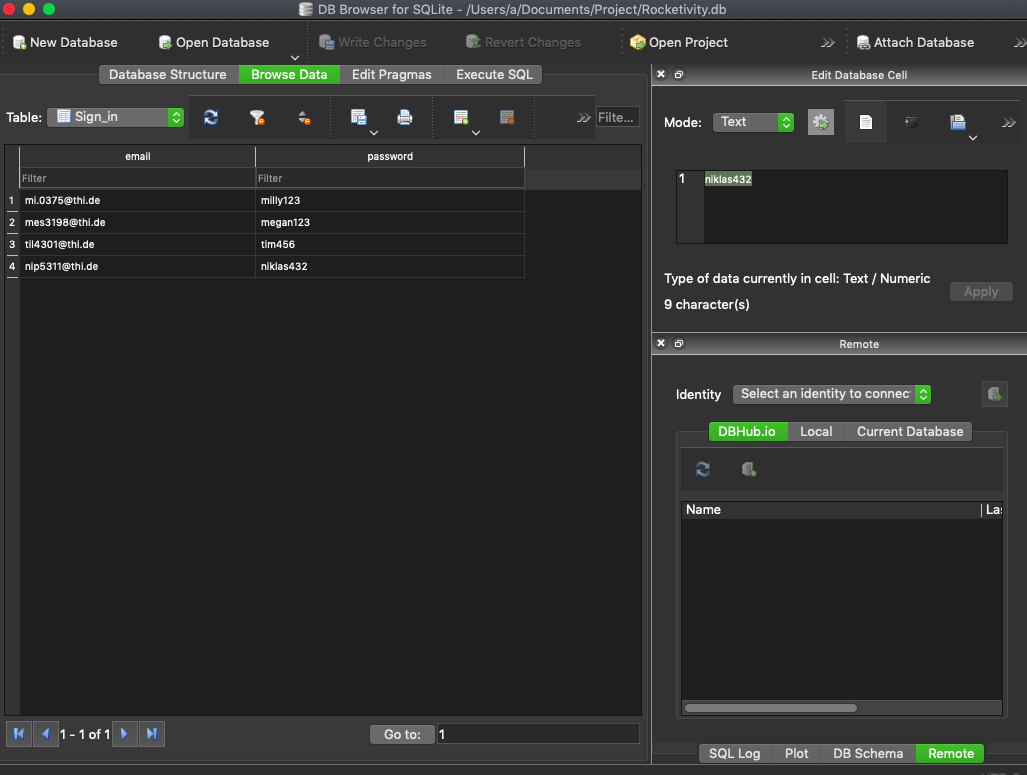 DB Browser for SQLite - /Users/a/Documents/Project/Rocketivity.db
New Database Open Database Write Changes Revert Changes Open Project Attach Database
Database Structure Browse Data Edit Pragmas Execute SQL
Table: Sign_in Filte...
email password
Filter Filter
1 mi.0375@thi.de milly123
2 mes3198@thi.de megan123
3 til4301@thi.de tim456
4 nip5311@thi.de niklas432
1 - 1 of 1 Go to: 1
Edit Database Cell
Mode: Text
1 niklas432
Type of data currently in cell: Text / Numeric
9 character(s) Apply
Remote
Identity Select an identity to connec
DBHub.io Local Current Database
Name Las
SQL Log Plot DB Schema Remote